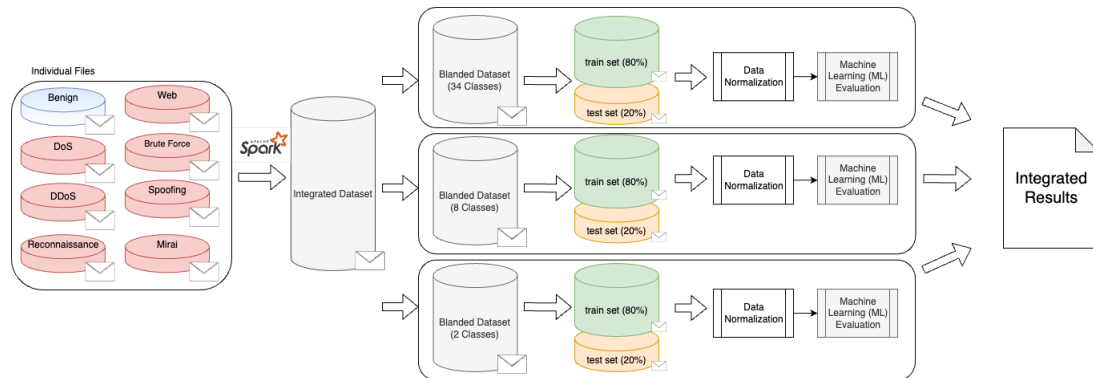 Individual Files
Benign
Web
DoS
Brute Force
DDoS
Spoofing
Reconnaissance
Mirai
APACHE
Spark
Integrated Dataset
Blanded Dataset
(34 Classes)
train set (80%)
test set (20%)
Data
Normalization
Machine
Learning (ML)
Evaluation
Blanded Dataset
(8 Classes)
train set (80%)
test set (20%)
Data
Normalization
Machine
Learning (ML)
Evaluation
Blanded Dataset
(2 Classes)
train set (80%)
test set (20%)
Data
Normalization
Machine
Learning (ML)
Evaluation
Integrated
Results